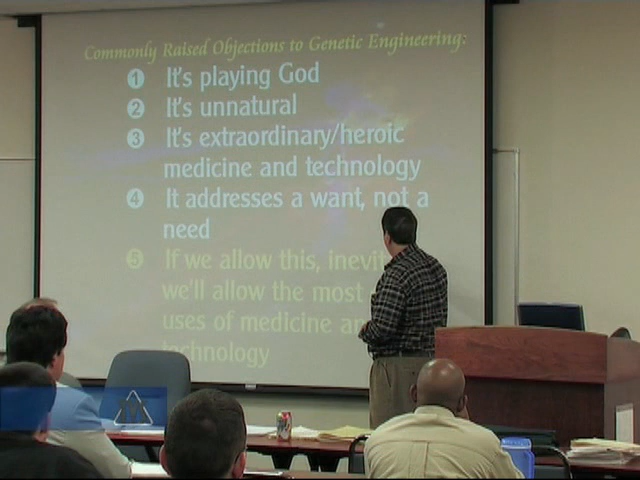 Commonly Raised Objections to Genetic Engineering:
1 It's playing God
2 It's unnatural
3 It's extraordinary/heroic
medicine and technology
4 It addresses a want, not a
need
5 If we allow this,
we'll allow the most
uses of medicine
technology